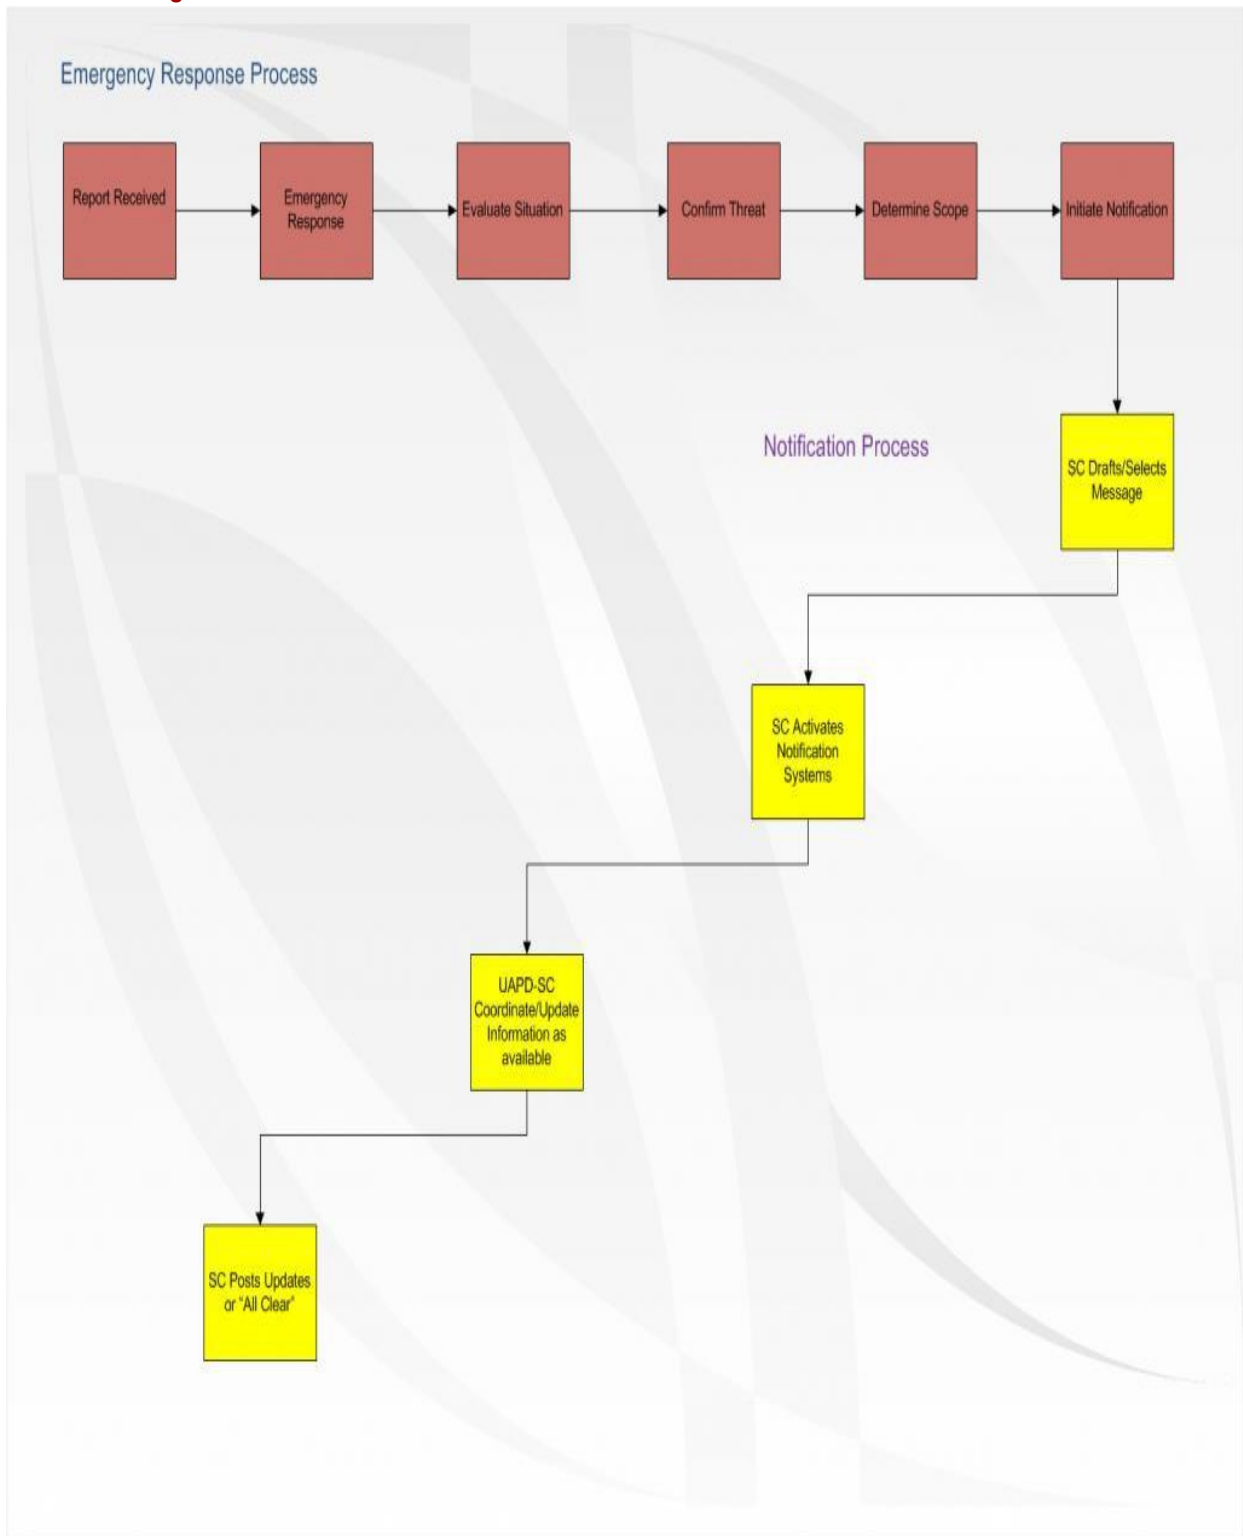 Emergency Response Process
Report Received
Emergency
Response
Evaluate Situation
Confirm Threat
Determine Scope
Initiate Notification
Notification Process
SC Drafts/Selects
Message
SC Activates
Notification
Systems
UAPD-SC
Coordinate/Update
Information as
available
SC Posts Updates
or "All Clear"